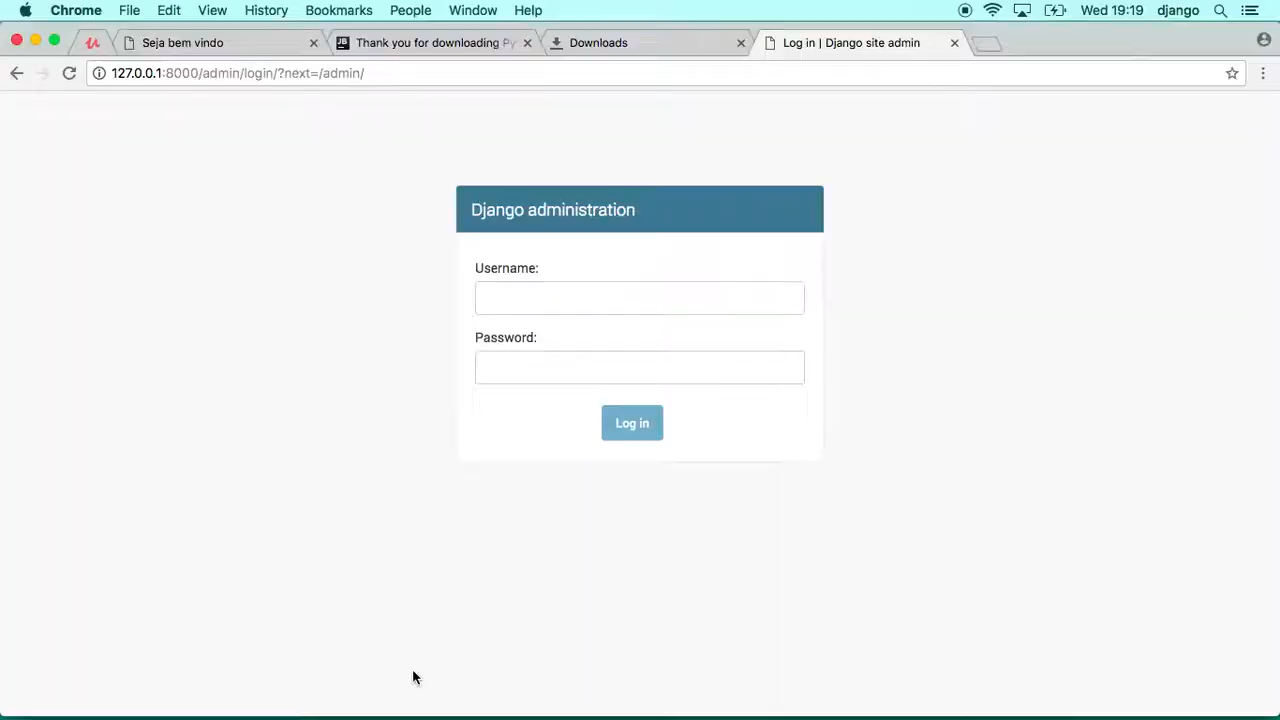 Chrome File Edit View History Bookmarks People Window Help Wed 19:19 django
Seja bem vindo Thank you for downloading Py Downloads Log in | Django site admin
127.0.0.1:8000/admin/login/?next=/admin/
Django administration
Username:
Password:
Log in